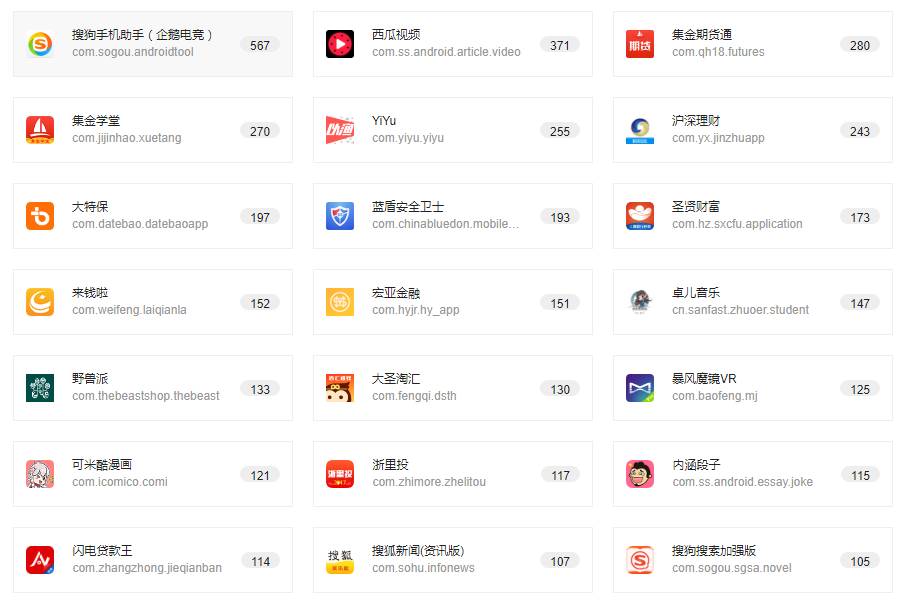 搜狗手机助手（企鹅电竞）
com.sogou.androidtool
567
西瓜视频
com.ss.android.article.video
371
期货
集金期货通
com.qh18.futures
280
集金学堂
com.jijinhao.xuetang
270
YiYu
com.yiyu.yiyu
255
沪深理财
com.yx.jinzhuapp
243
大特保
com.datebao.datebaoapp
197
蓝盾安全卫士
com.chinabluedon.mobile...
193
圣贤财富
com.hz.sxcfu.application
173
来钱啦
com.weifeng.laiqianla
152
宏亚金融
com.hyjr.hy_app
151
卓儿音乐
cn.sanfast.zhuoer.student
147
野兽派
com.thebeastshop.thebeast
133
大圣淘汇
com.fengqi.dsth
130
暴风魔镜VR
com.baofeng.mj
125
可米酷漫画
com.icomico.comi
121
浙里投
2017
浙里投
com.zhimore.zhelitou
117
内涵段子
com.ss.android.essay.joke
115
闪电贷款王
com.zhangzhong.jieqianban
114
搜狐
搜狐新闻(资讯版)
com.sohu.infonews
107
搜狗搜索加强版
com.sogou.sgsa.novel
105